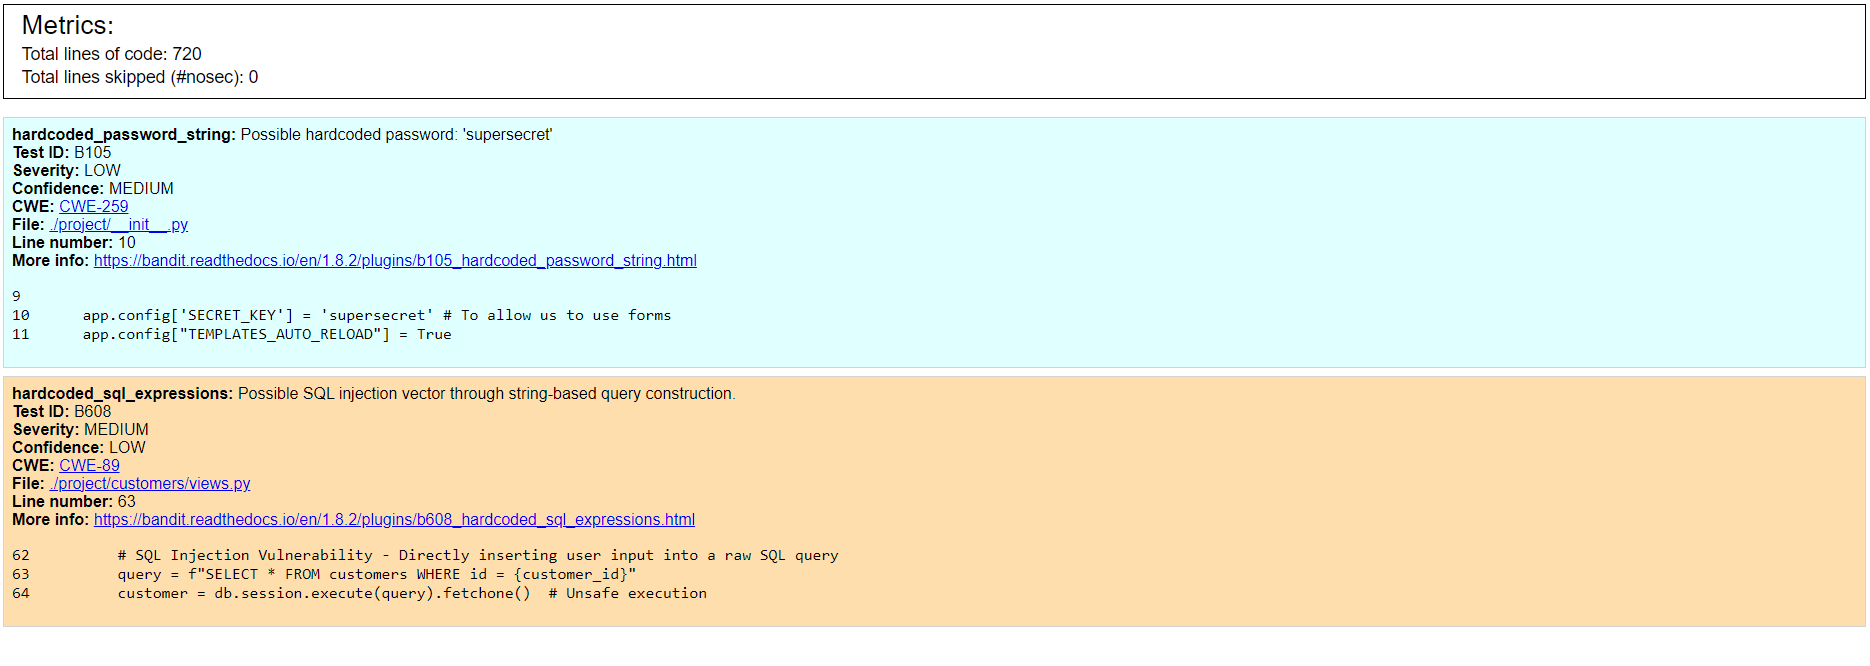 Metrics:
Total lines of code: 720
Total lines skipped (#nosec): 0
hardcoded_password_string: Possible hardcoded password: 'supersecret'
Test ID: B105
Severity: LOW
Confidence: MEDIUM
CWE: CWE-259
File: ./project/__init__.py
Line number: 10
More info: https://bandit.readthedocs.io/en/1.8.2/plugins/b105_hardcoded_password_string.html
9
10      app.config['SECRET_KEY'] = 'supersecret' # To allow us to use forms
11      app.config["TEMPLATES_AUTO_RELOAD"] = True
hardcoded_sql_expressions: Possible SQL injection vector through string-based query construction.
Test ID: B608
Severity: MEDIUM
Confidence: LOW
CWE: CWE-89
File: ./project/customers/views.py
Line number: 63
More info: https://bandit.readthedocs.io/en/1.8.2/plugins/b608_hardcoded_sql_expressions.html
62          # SQL Injection Vulnerability - Directly inserting user input into a raw SQL query
63          query = f"SELECT * FROM customers WHERE id = {customer_id}"
64          customer = db.session.execute(query).fetchone()  # Unsafe execution